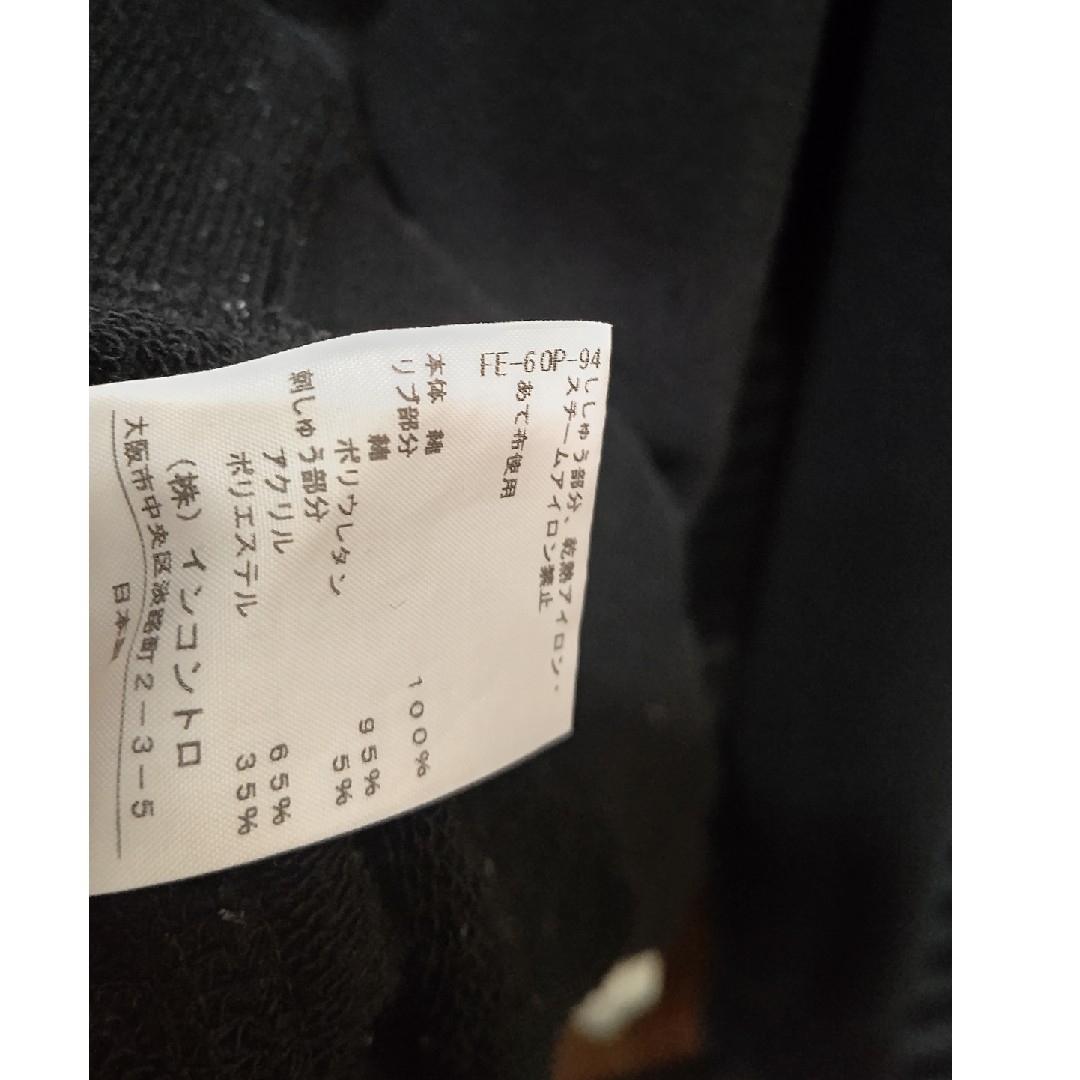 FE-60P-94
ししゅう部分、乾熱アイロン・
スチームアイロン禁止
あて布使用
本体 綿 100%
リブ部分
綿 95%
ポリウレタン 5%
刺しゅう部分
アクリル 65%
ポリエステル 35%
(株)インコントロ
大阪市中央区淡路町2-3-5
日本製